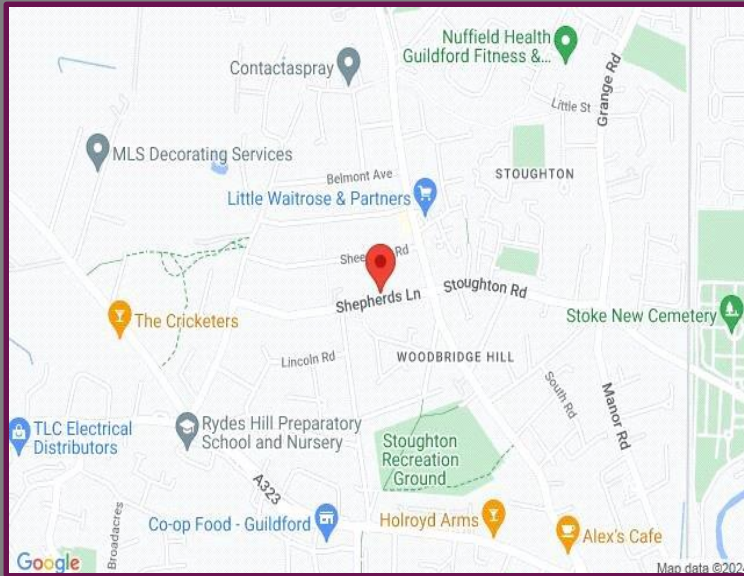 Nuffield Health
Guildford Fitness &...
Contactaspray
Grange Rd
Little St
MLS Decorating Services
Belmont Ave
STOUGHTON
Little Waitrose & Partners
Rd
Shepherds Ln
Stoughton Rd
The Cricketers
Stoke New Cemetery
Lincoln Rd
WOODBRIDGE HILL
South Rd
Manor Rd
TLC Electrical
Distributors
Rydes Hill Preparatory
School and Nursery
Stoughton
Recreation
Ground
A323
Broadacres
Co-op Food - Guildford
Holroyd Arms
Alex's Cafe
Google
Map data ©2024